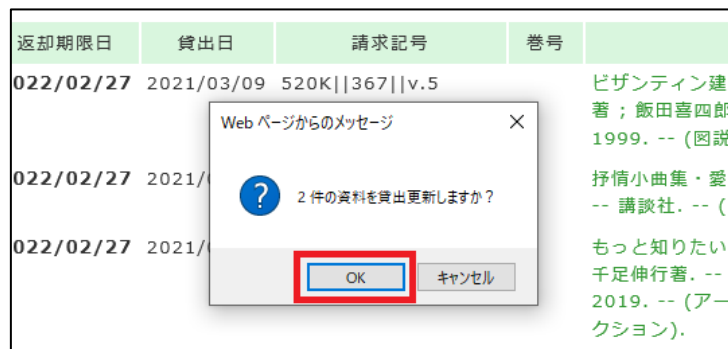 返却期限日 貸出日 請求記号 巻号
022/02/27 2021/03/09 520K||367||v.5 ビザンティン建
著 ; 飯田喜四郎
1999. -- (図説
Web ページからのメッセージ
022/02/27 2021/ 抒情小曲集・愛
-- 講談社. -- (
2 件の資料を貸出更新しますか?
022/02/27 2021/ もっと知りたい
千足伸行著. --
2019. -- (アー
クション).
OK キャンセル